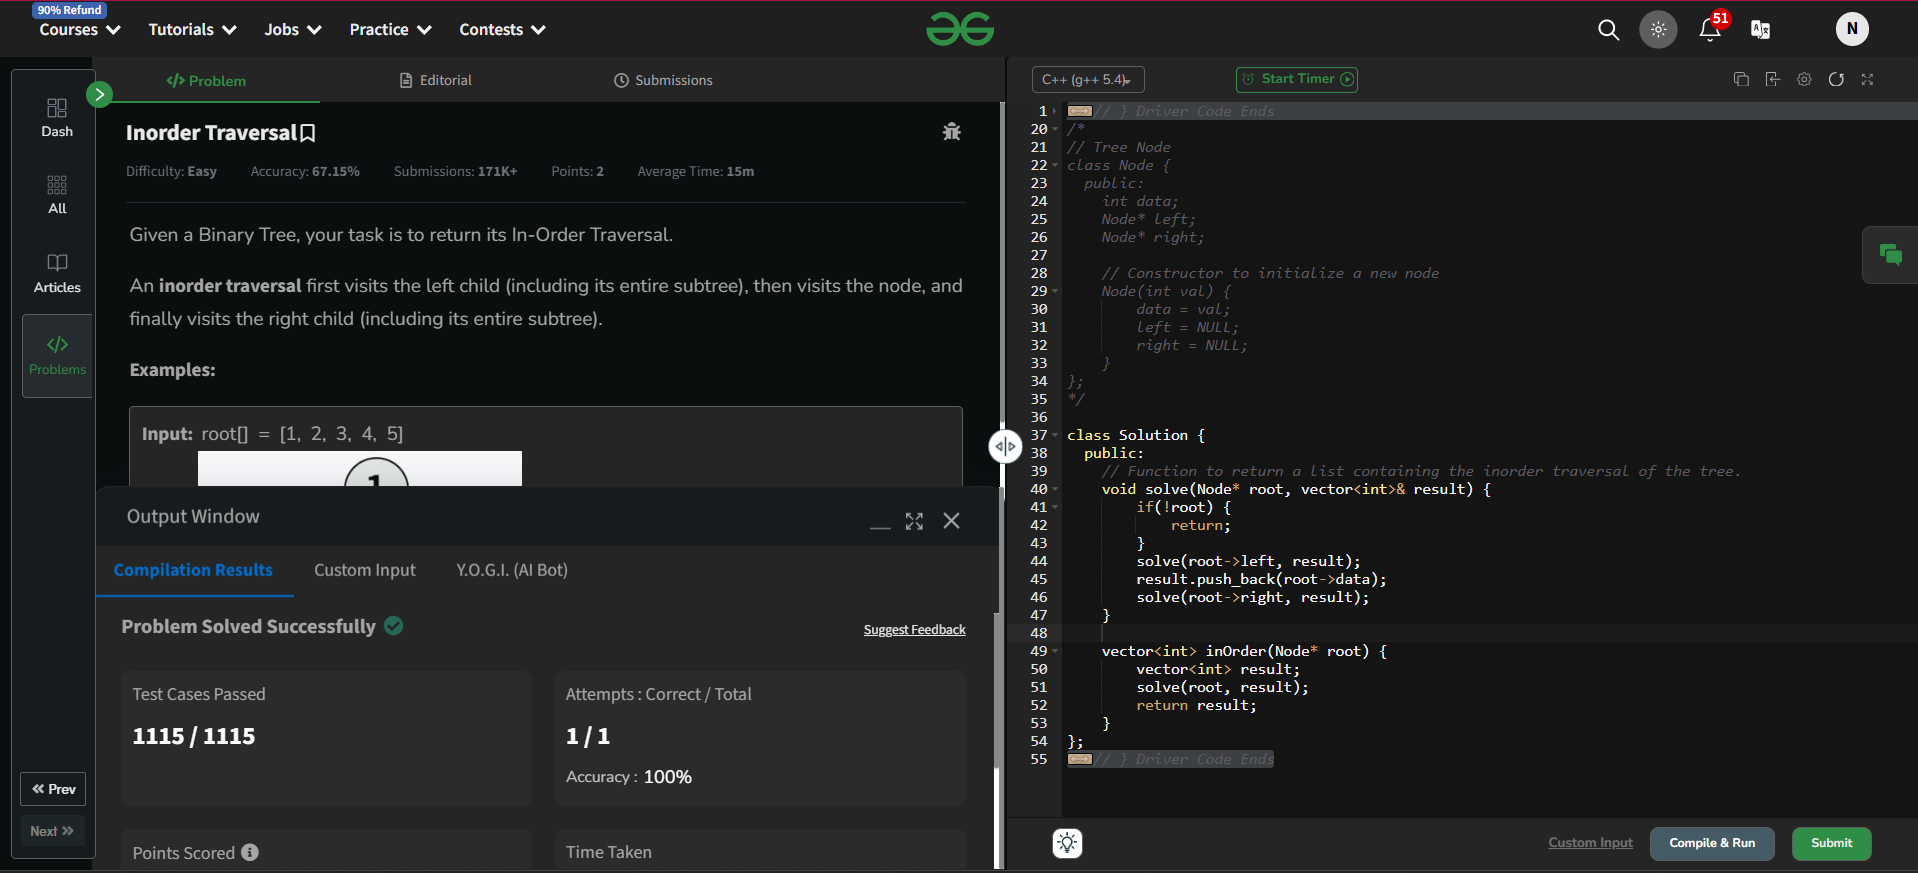 90% Refund
Courses Tutorials Jobs Practice Contests
51
N
Dash
All
Articles
Problems
Prev
Next
Problem Editorial Submissions
Inorder Traversal
Difficulty: Easy Accuracy: 67.15% Submissions: 171K+ Points: 2 Average Time: 15m
Given a Binary Tree, your task is to return its In-Order Traversal.
An inorder traversal first visits the left child (including its entire subtree), then visits the node, and
finally visits the right child (including its entire subtree).
Examples:
Input: root[] = [1, 2, 3, 4, 5]
1
Output Window
Compilation Results Custom Input Y.O.G.I. (AI Bot)
Problem Solved Successfully
Suggest Feedback
Test Cases Passed
1115 / 1115
Attempts : Correct / Total
1 / 1
Accuracy : 100%
Points Scored
Time Taken
C++ (g++ 5.4)
Start Timer
1 // } Driver Code Ends
20 /*
21 // Tree Node
22 class Node {
23 public:
24 int data;
25 Node* left;
26 Node* right;
27
28 // Constructor to initialize a new node
29 Node(int val) {
30 data = val;
31 left = NULL;
32 right = NULL;
33 }
34 };
35 */
36
37 class Solution {
38 public:
39 // Function to return a list containing the inorder traversal of the tree.
40 void solve(Node* root, vector<int>& result) {
41 if(!root) {
42 return;
43 }
44 solve(root->left, result);
45 result.push_back(root->data);
46 solve(root->right, result);
47 }
48
49 vector<int> inOrder(Node* root) {
50 vector<int> result;
51 solve(root, result);
52 return result;
53 }
54 };
55 // } Driver Code Ends
Custom Input Compile & Run Submit